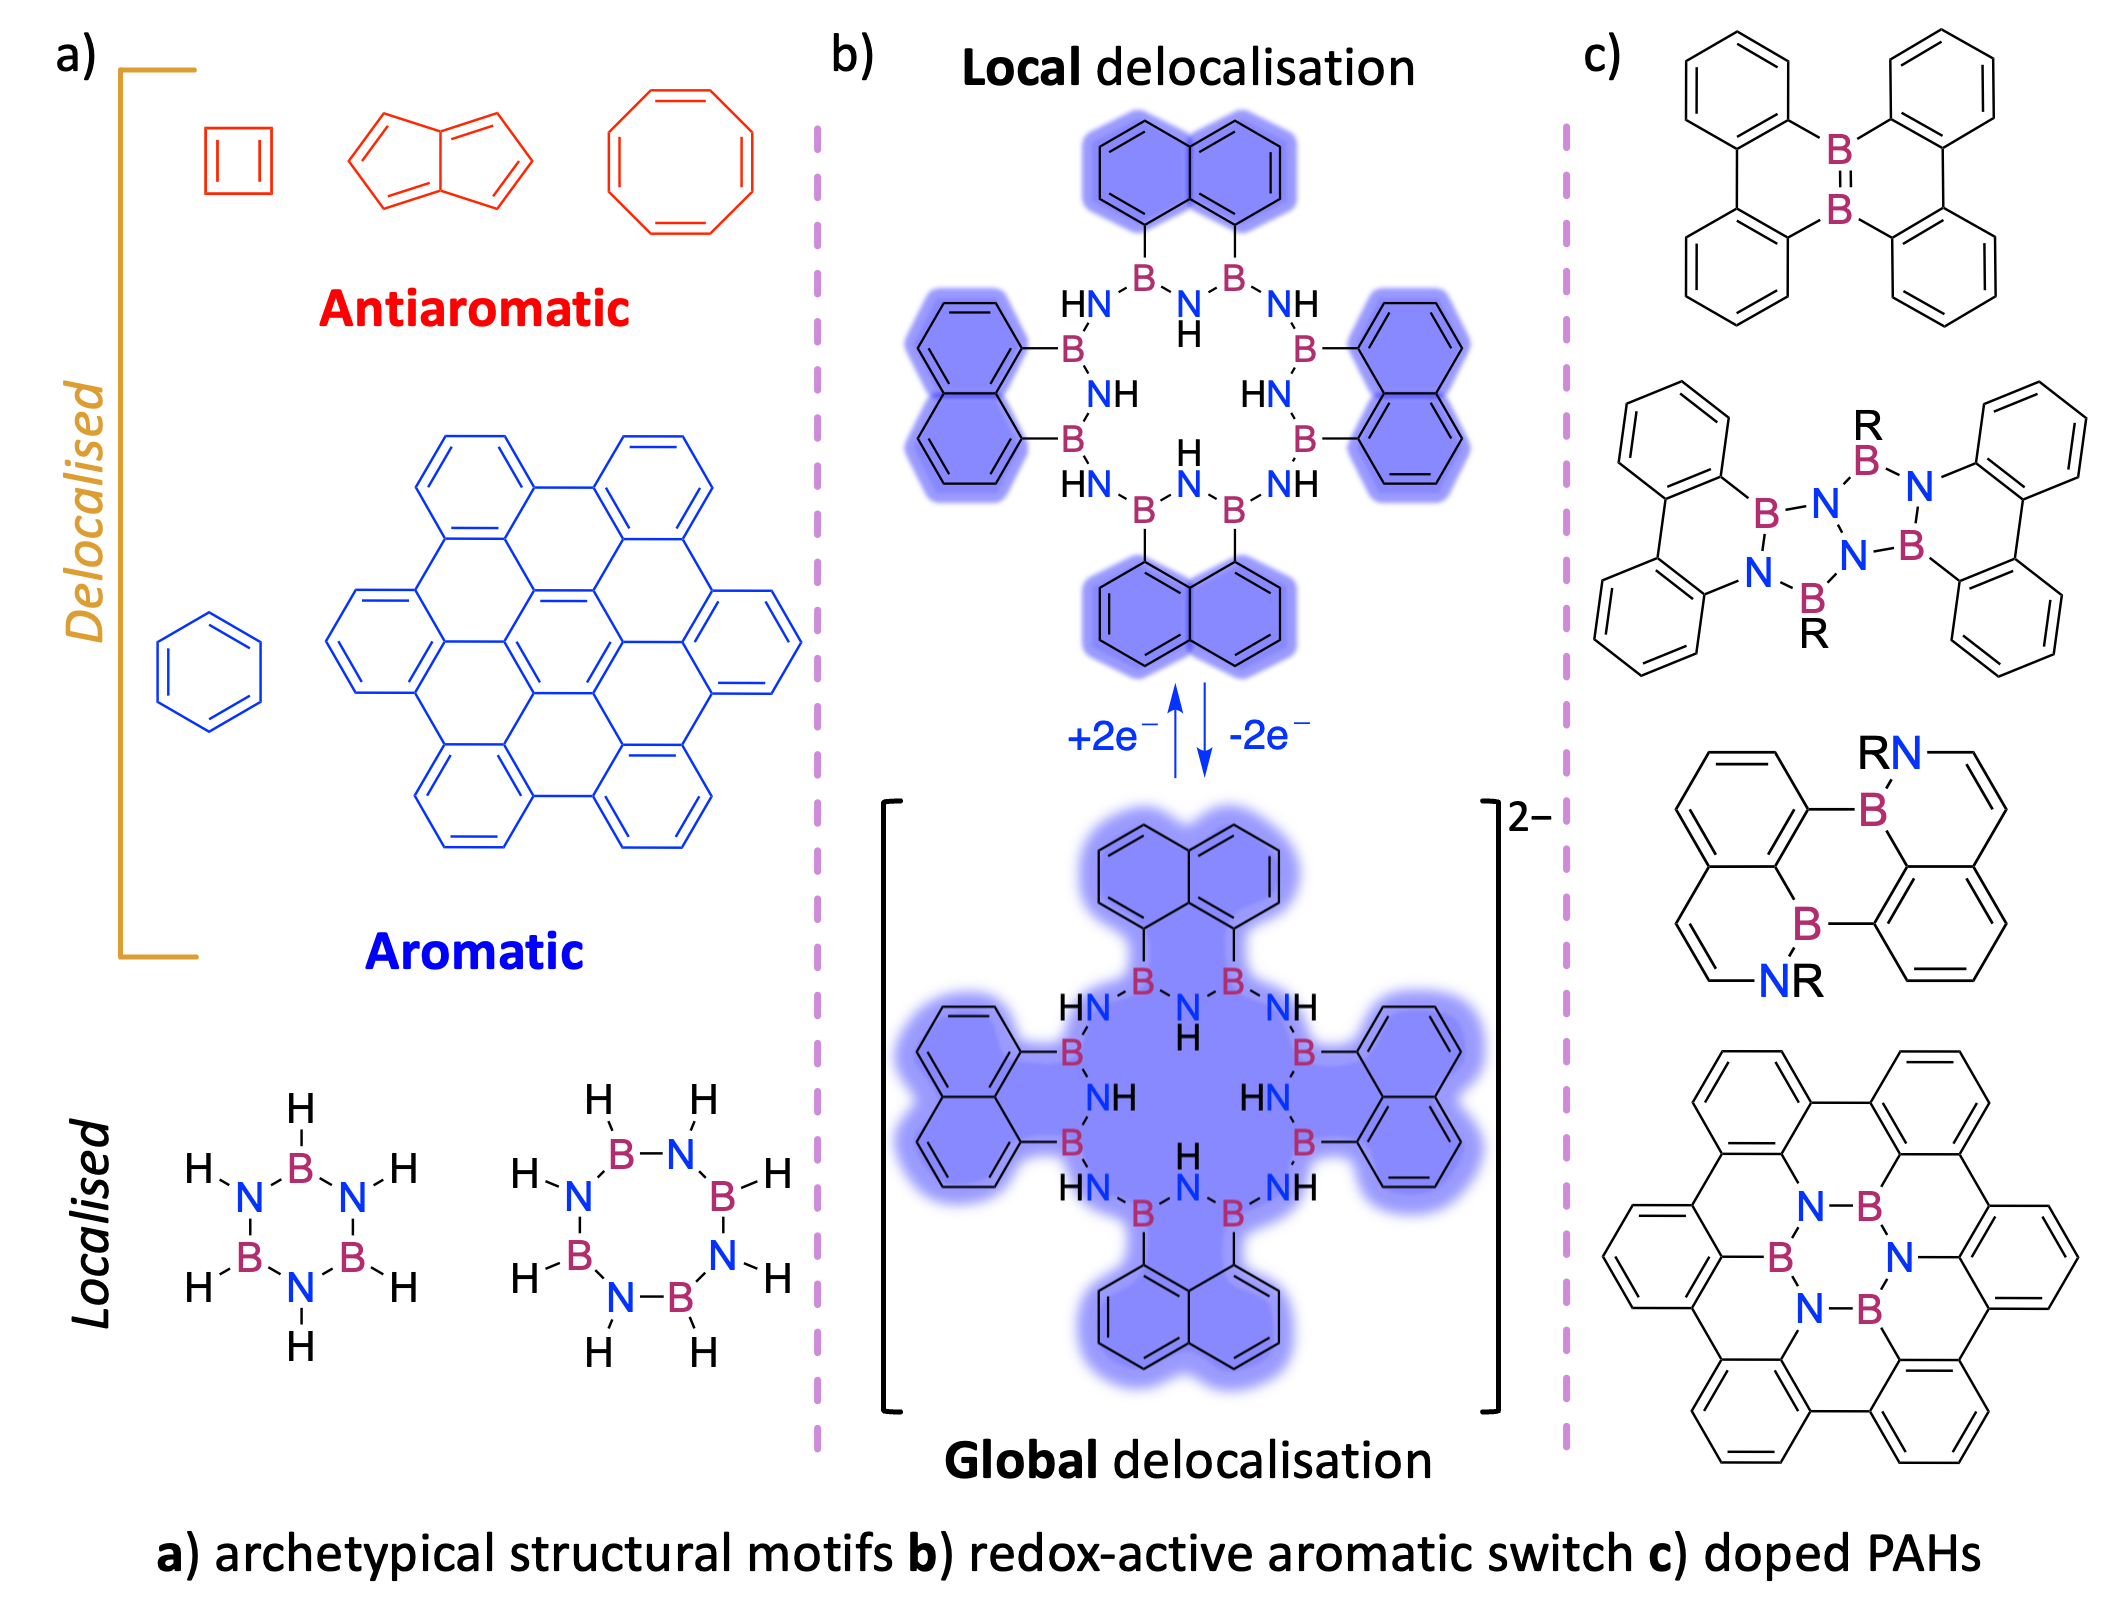 a)
Delocalised
Antiaromatic
Aromatic
Localised
H
H N B N H
H B N B H
H
H H
H B N H
N B
B N
H N B H
H H
b)
Local delocalisation
B B
HN N NH
H
B B
NH HN
B B
H
HN N NH
B B
+2e⁻ -2e⁻
2−
B B
HN N NH
H
B B
NH HN
B B
H
HN N NH
B B
Global delocalisation
c)
B
B
R
B
B N N
N N B
B
R
RN
B
B
NR
N B
B N
N B
a) archetypical structural motifs b) redox-active aromatic switch c) doped PAHs